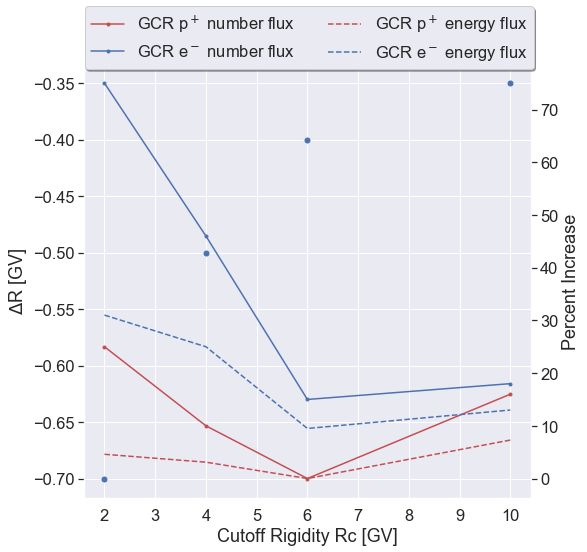 GCR p⁺ number flux
GCR e⁻ number flux
GCR p⁺ energy flux
GCR e⁻ energy flux
−0.35
−0.40
−0.45
−0.50
−0.55
−0.60
−0.65
−0.70
ΔR [GV]
70
60
50
40
30
20
10
0
Percent Increase
2 3 4 5 6 7 8 9 10
Cutoff Rigidity Rc [GV]